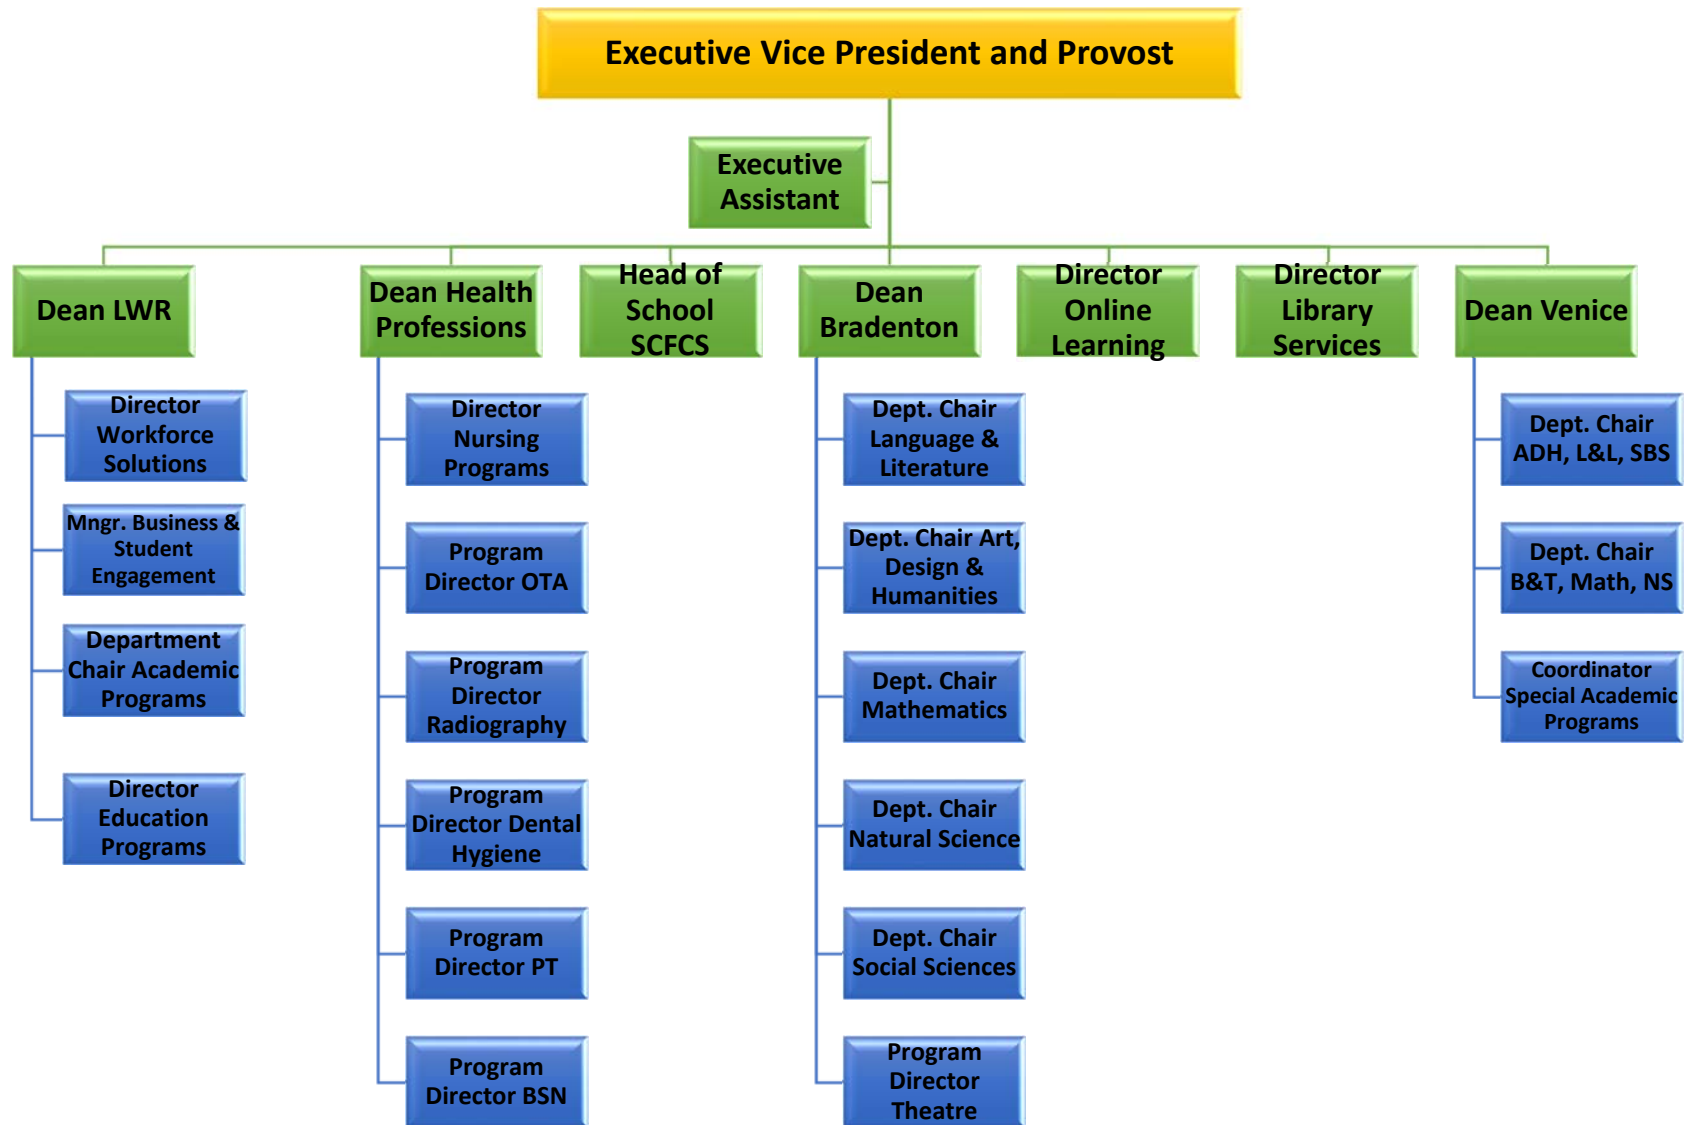 Executive Vice President and Provost
Executive
Assistant
Dean LWR
Dean Health
Professions
Head of
School
SCFCS
Dean
Bradenton
Director
Online
Learning
Director
Library
Services
Dean Venice
Director
Workforce
Solutions
Mngr. Business &
Student
Engagement
Department
Chair Academic
Programs
Director
Education
Programs
Director
Nursing
Programs
Program
Director OTA
Program
Director
Radiography
Program
Director Dental
Hygiene
Program
Director PT
Program
Director BSN
Dept. Chair
Language &
Literature
Dept. Chair Art,
Design &
Humanities
Dept. Chair
Mathematics
Dept. Chair
Natural Science
Dept. Chair
Social Sciences
Program
Director
Theatre
Dept. Chair
ADH, L&L, SBS
Dept. Chair
B&T, Math, NS
Coordinator
Special Academic
Programs